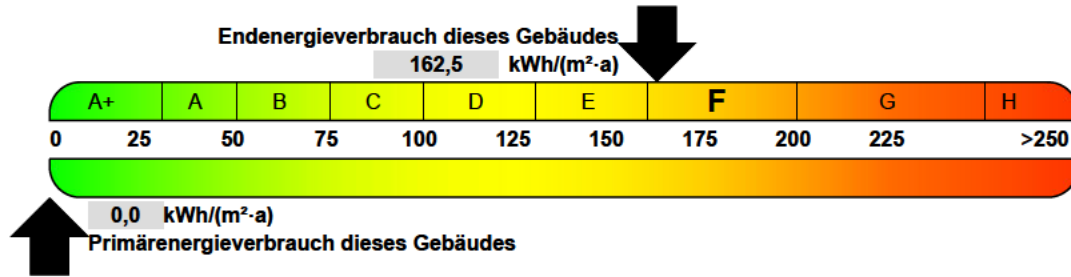 Endenergieverbrauch dieses Gebäudes
162,5 kWh/(m²·a)
A+ A B C D E F G H
0 25 50 75 100 125 150 175 200 225 >250
0,0 kWh/(m²·a)
Primärenergieverbrauch dieses Gebäudes